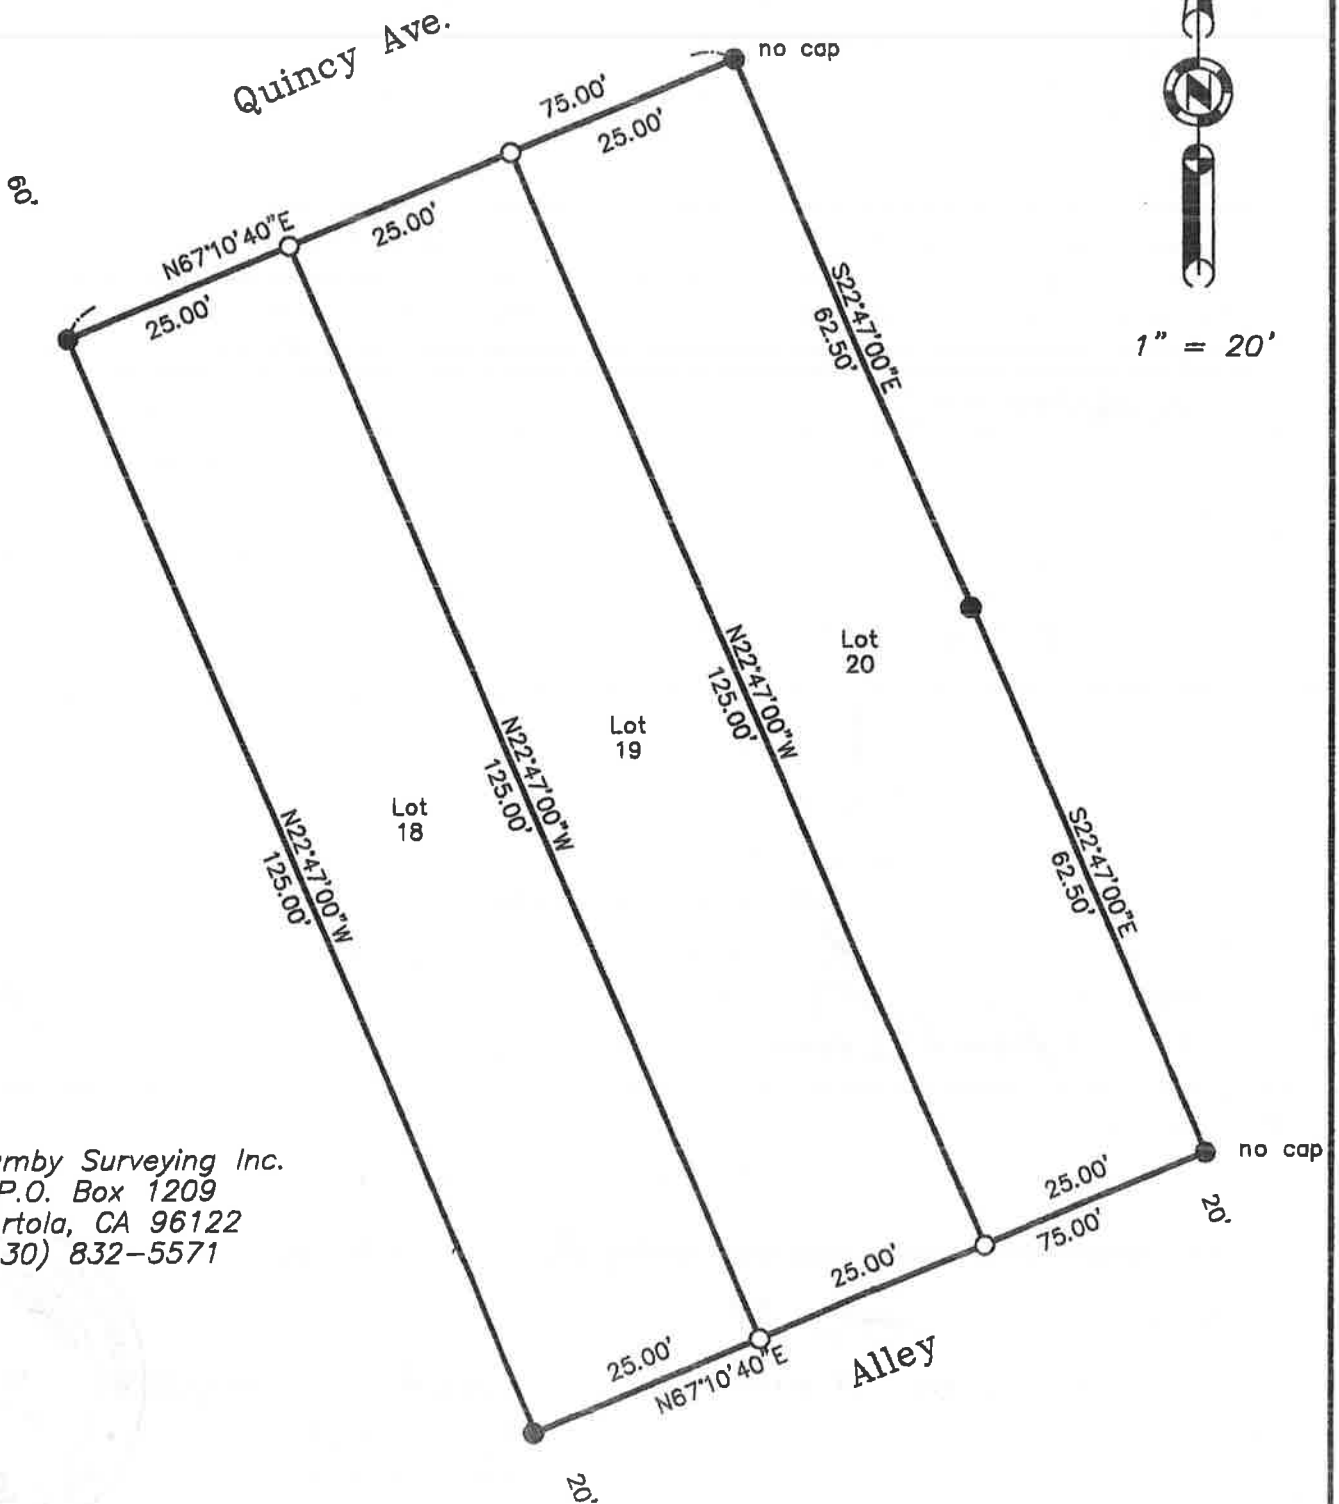 Quincy Ave.
no cap
75.00'
25.00'
60'
N67°10'40"E
25.00'
25.00'
N
1" = 20'
S22°47'00"E
62.50'
Lot
20
N22°47'00"W
125.00'
Lot
19
N22°47'00"W
125.00'
Lot
18
N22°47'00"W
125.00'
S22°47'00"E
62.50'
mby Surveying Inc.
P.O. Box 1209
rtola, CA 96122
30) 832-5571
no cap
25.00'
20'
75.00'
25.00'
25.00'
N67°10'40"E
Alley
20'